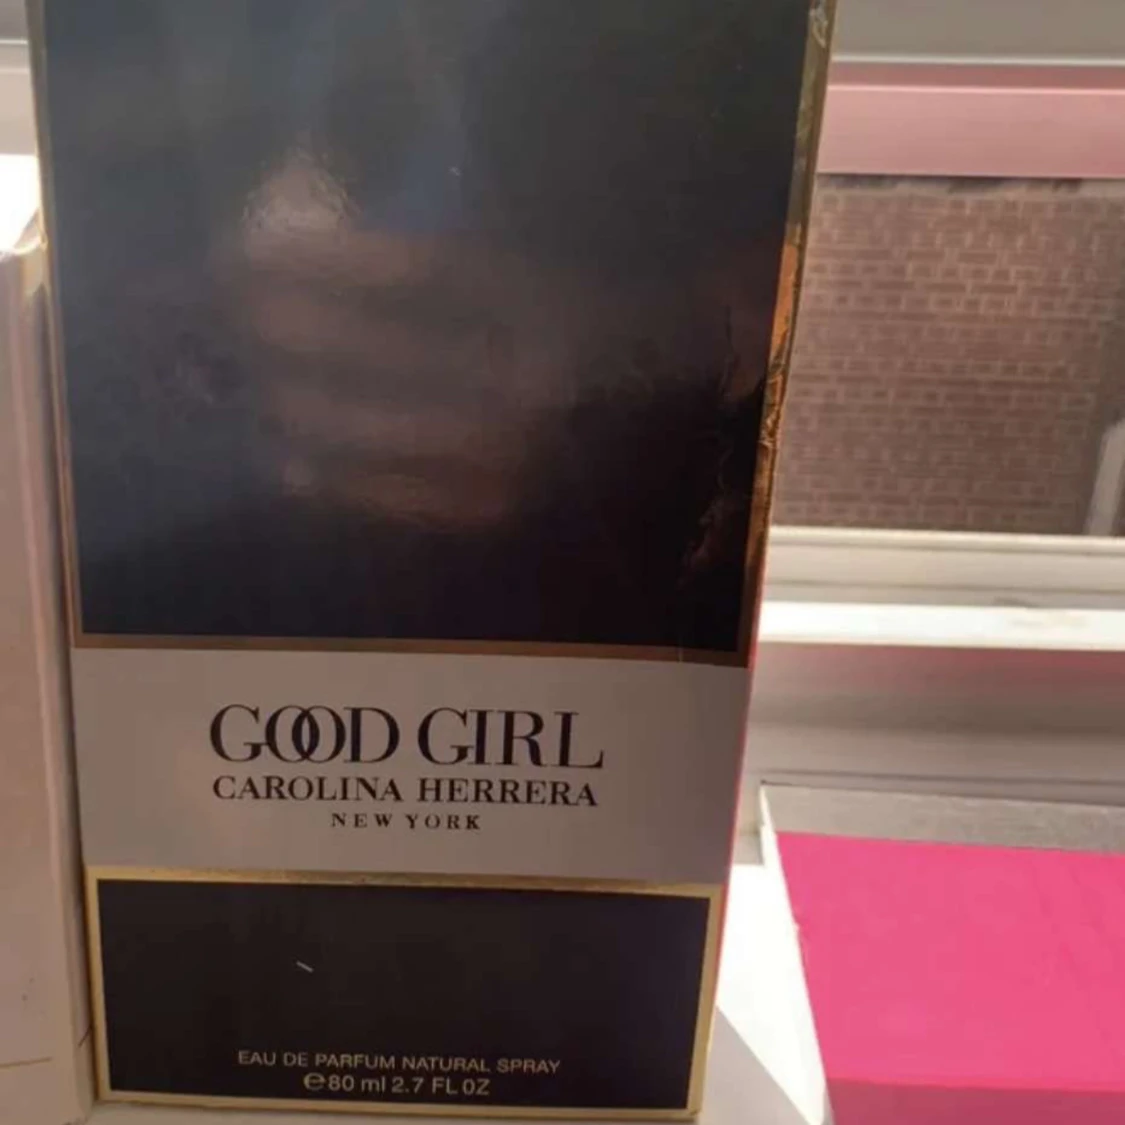 GOOD GIRL
CAROLINA HERRERA
NEW YORK
EAU DE PARFUM NATURAL SPRAY
℮80 ml 2.7 FL OZ